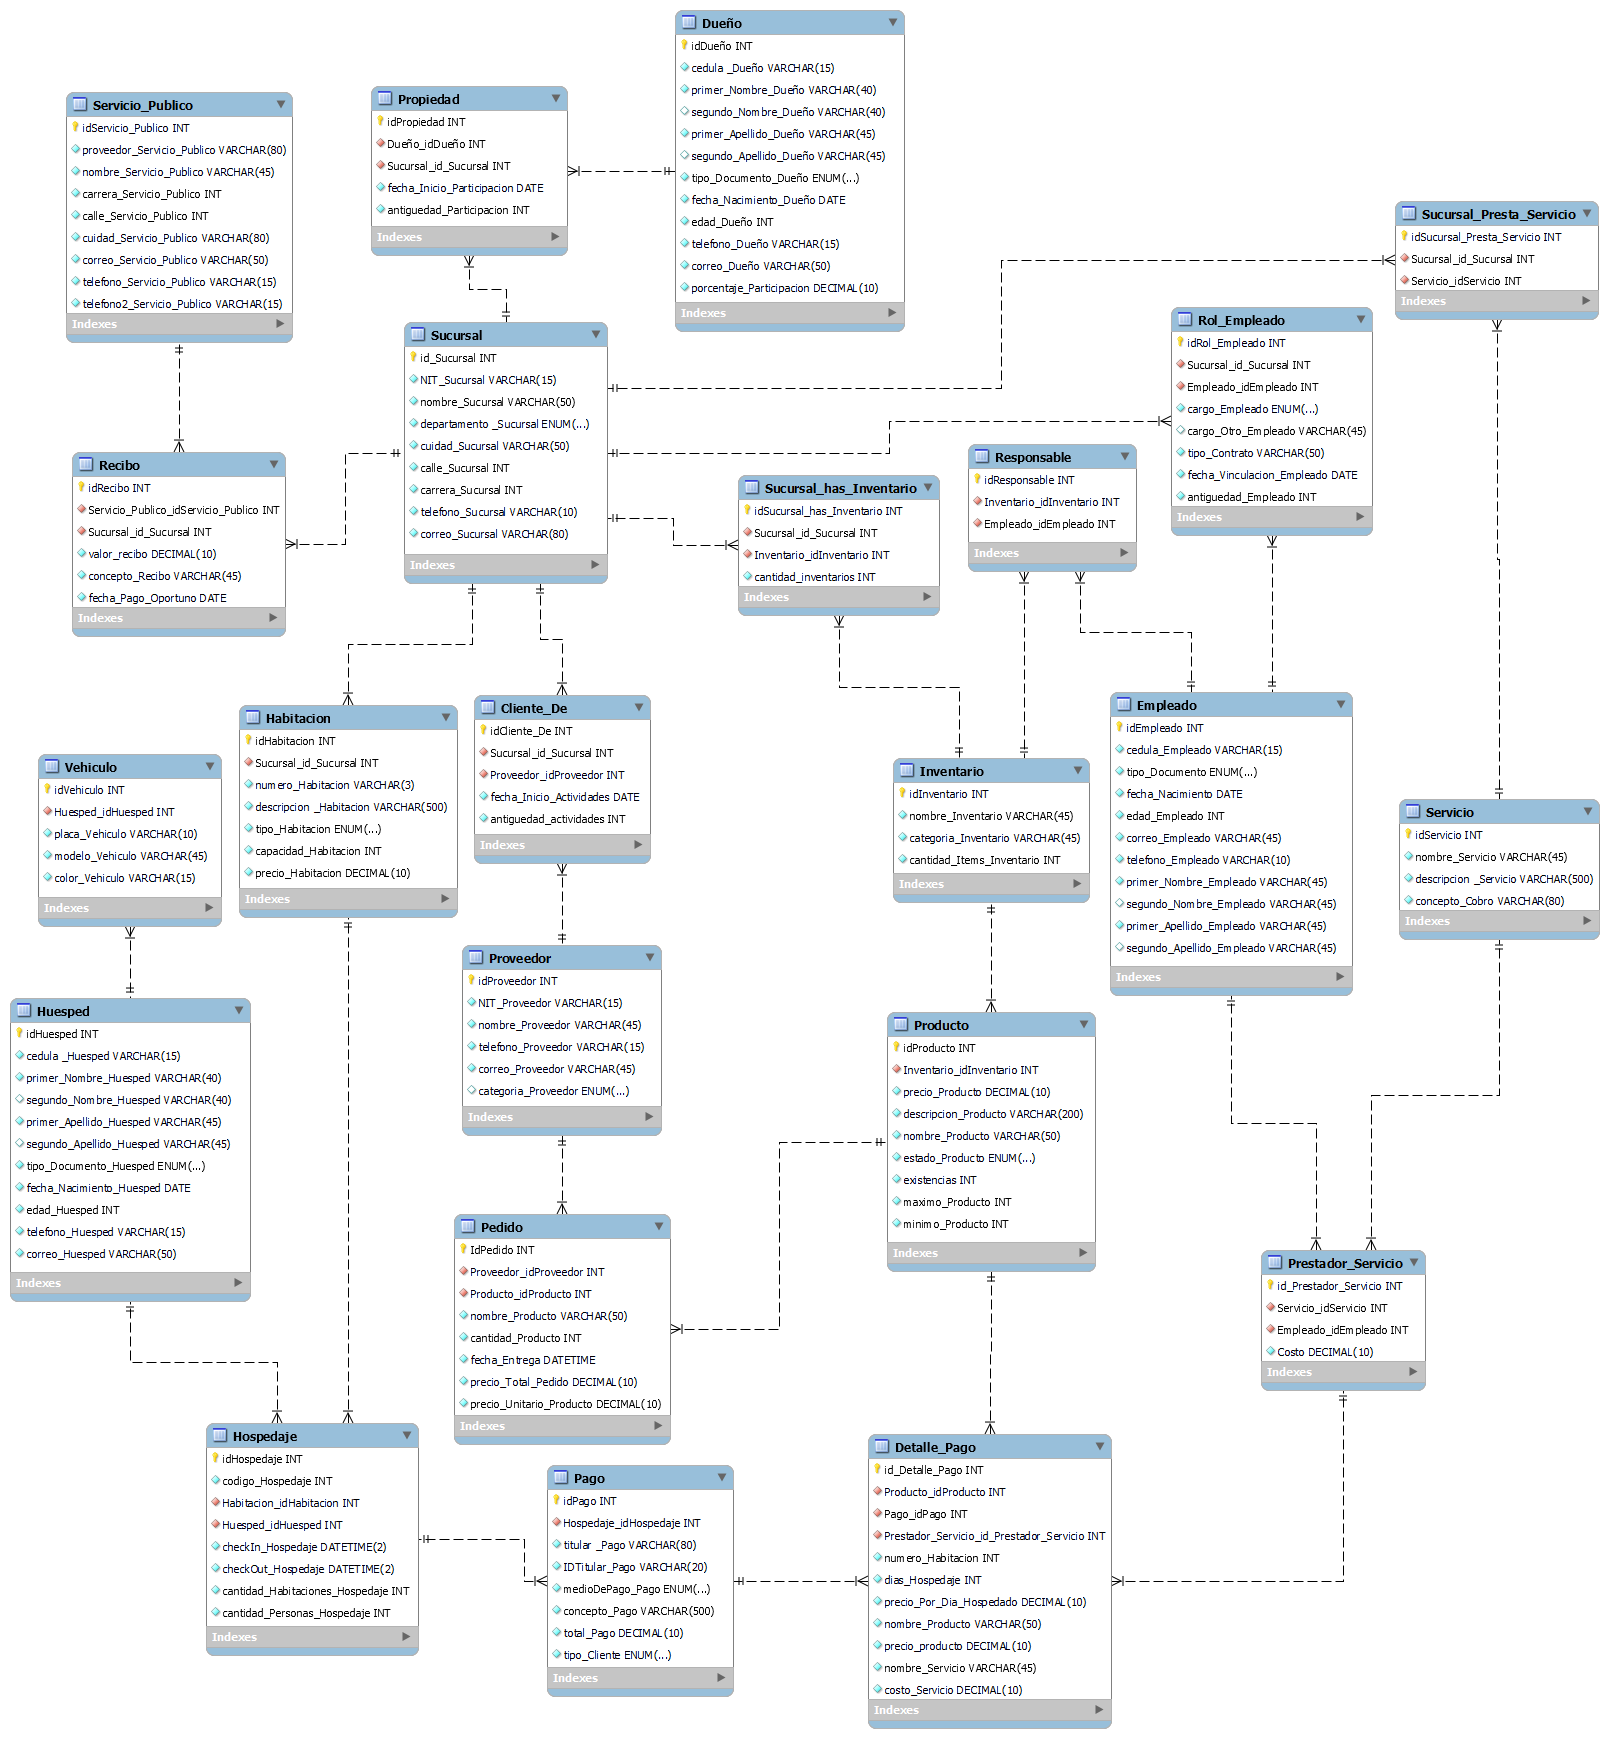 Dueño
idDueño INT
cedula _Dueño VARCHAR(15)
primer_Nombre_Dueño VARCHAR(40)
segundo_Nombre_Dueño VARCHAR(40)
primer_Apellido_Dueño VARCHAR(45)
segundo_Apellido_Dueño VARCHAR(45)
tipo_Documento_Dueño ENUM(...)
fecha_Nacimiento_Dueño DATE
edad_Dueño INT
telefono_Dueño VARCHAR(15)
correo_Dueño VARCHAR(50)
porcentaje_Participacion DECIMAL(10)
Indexes
Propiedad
idPropiedad INT
Dueño_idDueño INT
Sucursal_id_Sucursal INT
fecha_Inicio_Participacion DATE
antiguedad_Participacion INT
Indexes
Servicio_Publico
idServicio_Publico INT
proveedor_Servicio_Publico VARCHAR(80)
nombre_Servicio_Publico VARCHAR(45)
carrera_Servicio_Publico INT
calle_Servicio_Publico INT
cuidad_Servicio_Publico VARCHAR(80)
correo_Servicio_Publico VARCHAR(50)
telefono_Servicio_Publico VARCHAR(15)
telefono2_Servicio_Publico VARCHAR(15)
Indexes
Sucursal_Presta_Servicio
idSucursal_Presta_Servicio INT
Sucursal_id_Sucursal INT
Servicio_idServicio INT
Indexes
Rol_Empleado
idRol_Empleado INT
Sucursal_id_Sucursal INT
Empleado_idEmpleado INT
cargo_Empleado ENUM(...)
cargo_Otro_Empleado VARCHAR(45)
tipo_Contrato VARCHAR(50)
fecha_Vinculacion_Empleado DATE
antiguedad_Empleado INT
Indexes
Sucursal
id_Sucursal INT
NIT_Sucursal VARCHAR(15)
nombre_Sucursal VARCHAR(50)
departamento _Sucursal ENUM(...)
cuidad_Sucursal VARCHAR(50)
calle_Sucursal INT
carrera_Sucursal INT
telefono_Sucursal VARCHAR(10)
correo_Sucursal VARCHAR(80)
Indexes
Recibo
idRecibo INT
Servicio_Publico_idServicio_Publico INT
Sucursal_id_Sucursal INT
valor_recibo DECIMAL(10)
concepto_Recibo VARCHAR(45)
fecha_Pago_Oportuno DATE
Indexes
Sucursal_has_Inventario
idSucursal_has_Inventario INT
Sucursal_id_Sucursal INT
Inventario_idInventario INT
cantidad_inventarios INT
Indexes
Responsable
idResponsable INT
Inventario_idInventario INT
Empleado_idEmpleado INT
Indexes
Habitacion
idHabitacion INT
Sucursal_id_Sucursal INT
numero_Habitacion VARCHAR(3)
descripcion _Habitacion VARCHAR(500)
tipo_Habitacion ENUM(...)
capacidad_Habitacion INT
precio_Habitacion DECIMAL(10)
Indexes
Cliente_De
idCliente_De INT
Sucursal_id_Sucursal INT
Proveedor_idProveedor INT
fecha_Inicio_Actividades DATE
antiguedad_actividades INT
Indexes
Empleado
idEmpleado INT
cedula_Empleado VARCHAR(15)
tipo_Documento ENUM(...)
fecha_Nacimiento DATE
edad_Empleado INT
correo_Empleado VARCHAR(45)
telefono_Empleado VARCHAR(10)
primer_Nombre_Empleado VARCHAR(45)
segundo_Nombre_Empleado VARCHAR(45)
primer_Apellido_Empleado VARCHAR(45)
segundo_Apellido_Empleado VARCHAR(45)
Indexes
Vehiculo
idVehiculo INT
Huesped_idHuesped INT
placa_Vehiculo VARCHAR(10)
modelo_Vehiculo VARCHAR(45)
color_Vehiculo VARCHAR(15)
Indexes
Inventario
idInventario INT
nombre_Inventario VARCHAR(45)
categoria_Inventario VARCHAR(45)
cantidad_Items_Inventario INT
Indexes
Servicio
idServicio INT
nombre_Servicio VARCHAR(45)
descripcion _Servicio VARCHAR(500)
concepto_Cobro VARCHAR(80)
Indexes
Proveedor
idProveedor INT
NIT_Proveedor VARCHAR(15)
nombre_Proveedor VARCHAR(45)
telefono_Proveedor VARCHAR(15)
correo_Proveedor VARCHAR(45)
categoria_Proveedor ENUM(...)
Indexes
Huesped
idHuesped INT
cedula _Huesped VARCHAR(15)
primer_Nombre_Huesped VARCHAR(40)
segundo_Nombre_Huesped VARCHAR(40)
primer_Apellido_Huesped VARCHAR(45)
segundo_Apellido_Huesped VARCHAR(45)
tipo_Documento_Huesped ENUM(...)
fecha_Nacimiento_Huesped DATE
edad_Huesped INT
telefono_Huesped VARCHAR(15)
correo_Huesped VARCHAR(50)
Indexes
Producto
idProducto INT
Inventario_idInventario INT
precio_Producto DECIMAL(10)
descripcion_Producto VARCHAR(200)
nombre_Producto VARCHAR(50)
estado_Producto ENUM(...)
existencias INT
maximo_Producto INT
minimo_Producto INT
Indexes
Pedido
IdPedido INT
Proveedor_idProveedor INT
Producto_idProducto INT
nombre_Producto VARCHAR(50)
cantidad_Producto INT
fecha_Entrega DATETIME
precio_Total_Pedido DECIMAL(10)
precio_Unitario_Producto DECIMAL(10)
Indexes
Prestador_Servicio
id_Prestador_Servicio INT
Servicio_idServicio INT
Empleado_idEmpleado INT
Costo DECIMAL(10)
Indexes
Hospedaje
idHospedaje INT
codigo_Hospedaje INT
Habitacion_idHabitacion INT
Huesped_idHuesped INT
checkIn_Hospedaje DATETIME(2)
checkOut_Hospedaje DATETIME(2)
cantidad_Habitaciones_Hospedaje INT
cantidad_Personas_Hospedaje INT
Indexes
Pago
idPago INT
Hospedaje_idHospedaje INT
titular _Pago VARCHAR(80)
IDTitular_Pago VARCHAR(20)
medioDePago_Pago ENUM(...)
concepto_Pago VARCHAR(500)
total_Pago DECIMAL(10)
tipo_Cliente ENUM(...)
Indexes
Detalle_Pago
id_Detalle_Pago INT
Producto_idProducto INT
Pago_idPago INT
Prestador_Servicio_id_Prestador_Servicio INT
numero_Habitacion INT
dias_Hospedaje INT
precio_Por_Dia_Hospedado DECIMAL(10)
nombre_Producto VARCHAR(50)
precio_producto DECIMAL(10)
nombre_Servicio VARCHAR(45)
costo_Servicio DECIMAL(10)
Indexes